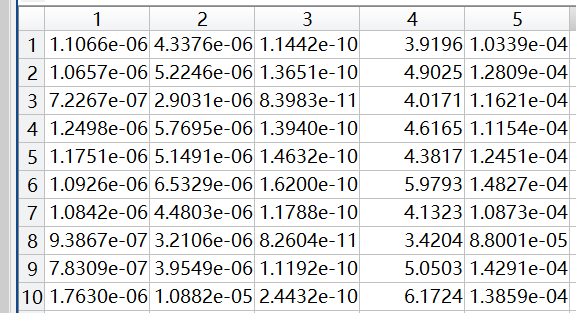 1 2 3 4 5
1 1.1066e-06 4.3376e-06 1.1442e-10 3.9196 1.0339e-04
2 1.0657e-06 5.2246e-06 1.3651e-10 4.9025 1.2809e-04
3 7.2267e-07 2.9031e-06 8.3983e-11 4.0171 1.1621e-04
4 1.2498e-06 5.7695e-06 1.3940e-10 4.6165 1.1154e-04
5 1.1751e-06 5.1491e-06 1.4632e-10 4.3817 1.2451e-04
6 1.0926e-06 6.5329e-06 1.6200e-10 5.9793 1.4827e-04
7 1.0842e-06 4.4803e-06 1.1788e-10 4.1323 1.0873e-04
8 9.3867e-07 3.2106e-06 8.2604e-11 3.4204 8.8001e-05
9 7.8309e-07 3.9546e-06 1.1192e-10 5.0503 1.4291e-04
10 1.7630e-06 1.0882e-05 2.4432e-10 6.1724 1.3859e-04